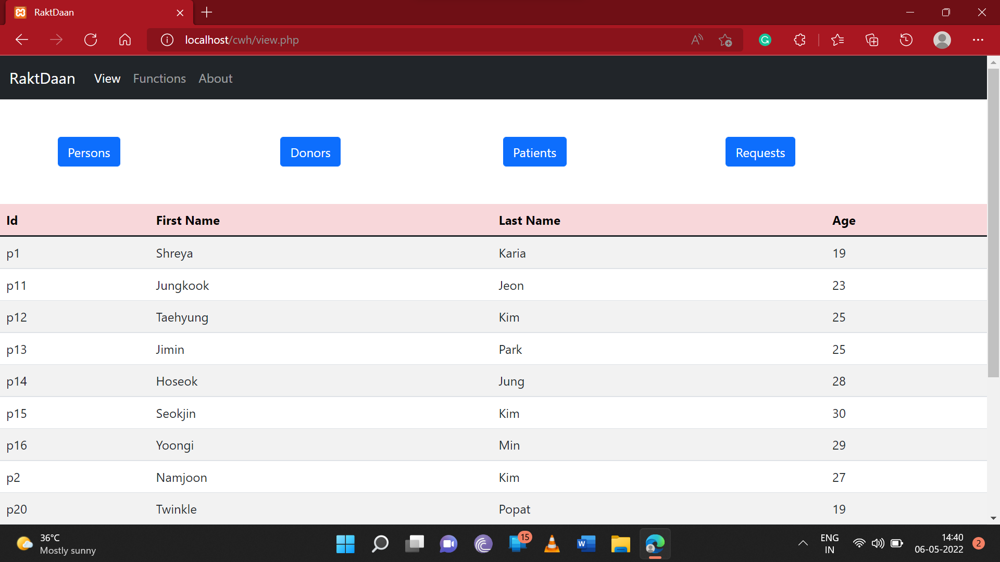 RaktDaan
localhost/cwh/view.php
RaktDaan View Functions About
Persons Donors Patients Requests
Id First Name Last Name Age
p1 Shreya Karia 19
p11 Jungkook Jeon 23
p12 Taehyung Kim 25
p13 Jimin Park 25
p14 Hoseok Jung 28
p15 Seokjin Kim 30
p16 Yoongi Min 29
p2 Namjoon Kim 27
p20 Twinkle Popat 19
36°C
Mostly sunny
15
ENG
IN
14:40
06-05-2022
2